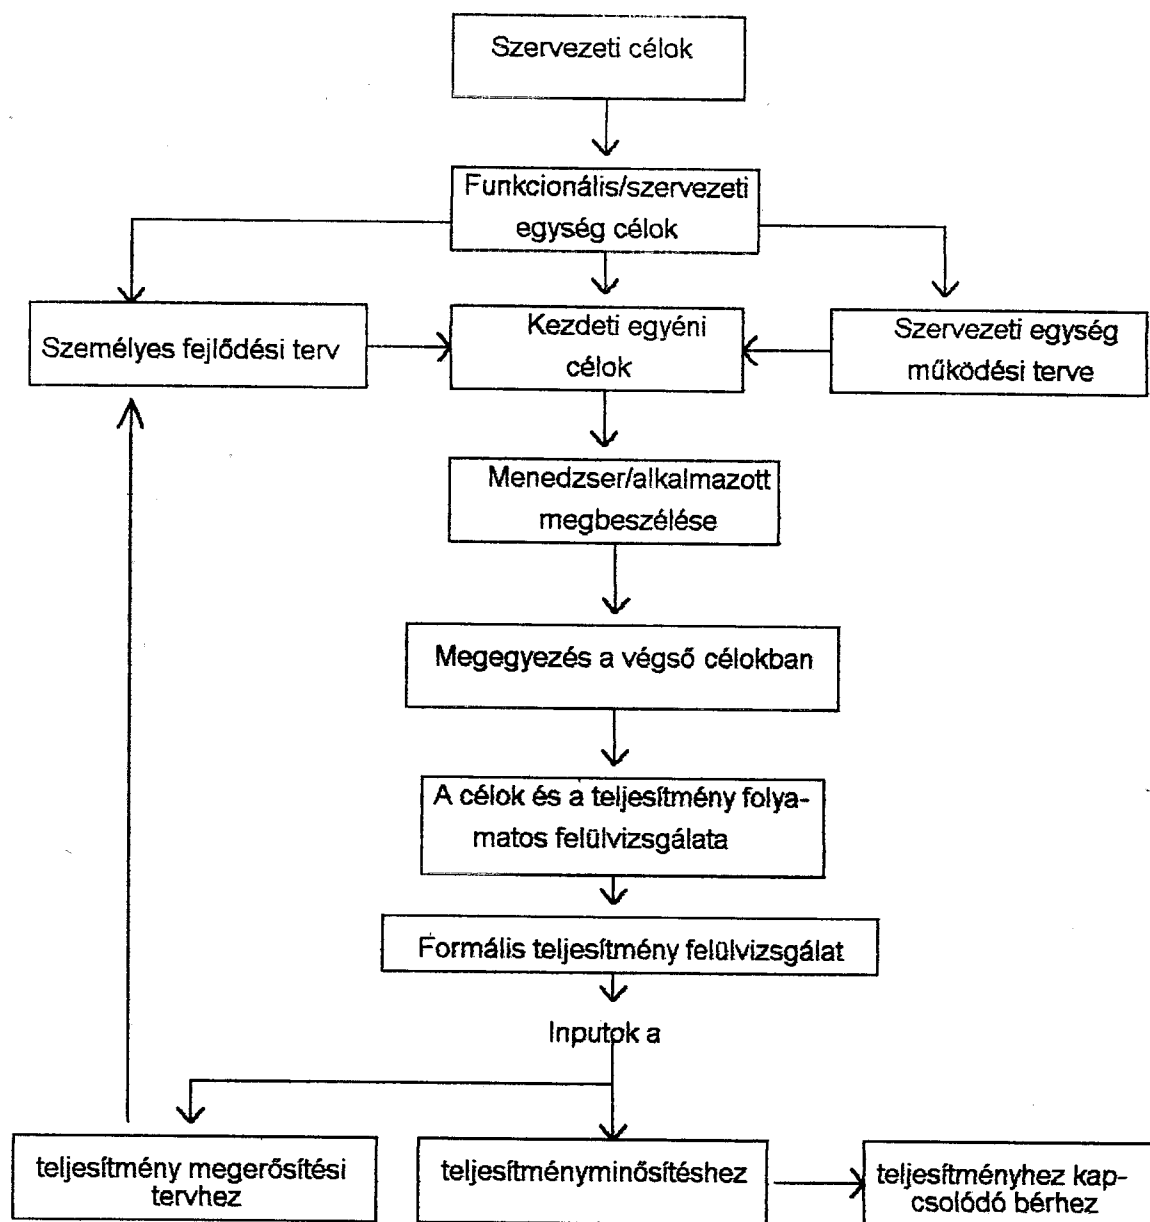 Szervezeti célok
Funkcionális/szervezeti
egység célok
Személyes fejlődési terv
Kezdeti egyéni
célok
Szervezeti egység
működési terve
Menedzser/alkalmazott
megbeszélése
Megegyezés a végső célokban
A célok és a teljesítmény folya-
matos felülvizsgálata
Formális teljesítmény felülvizsgálat
Inputok a
teljesítmény megerősítési
tervhez
teljesítményminősítéshez
teljesítményhez kap-
csolódó bérhez